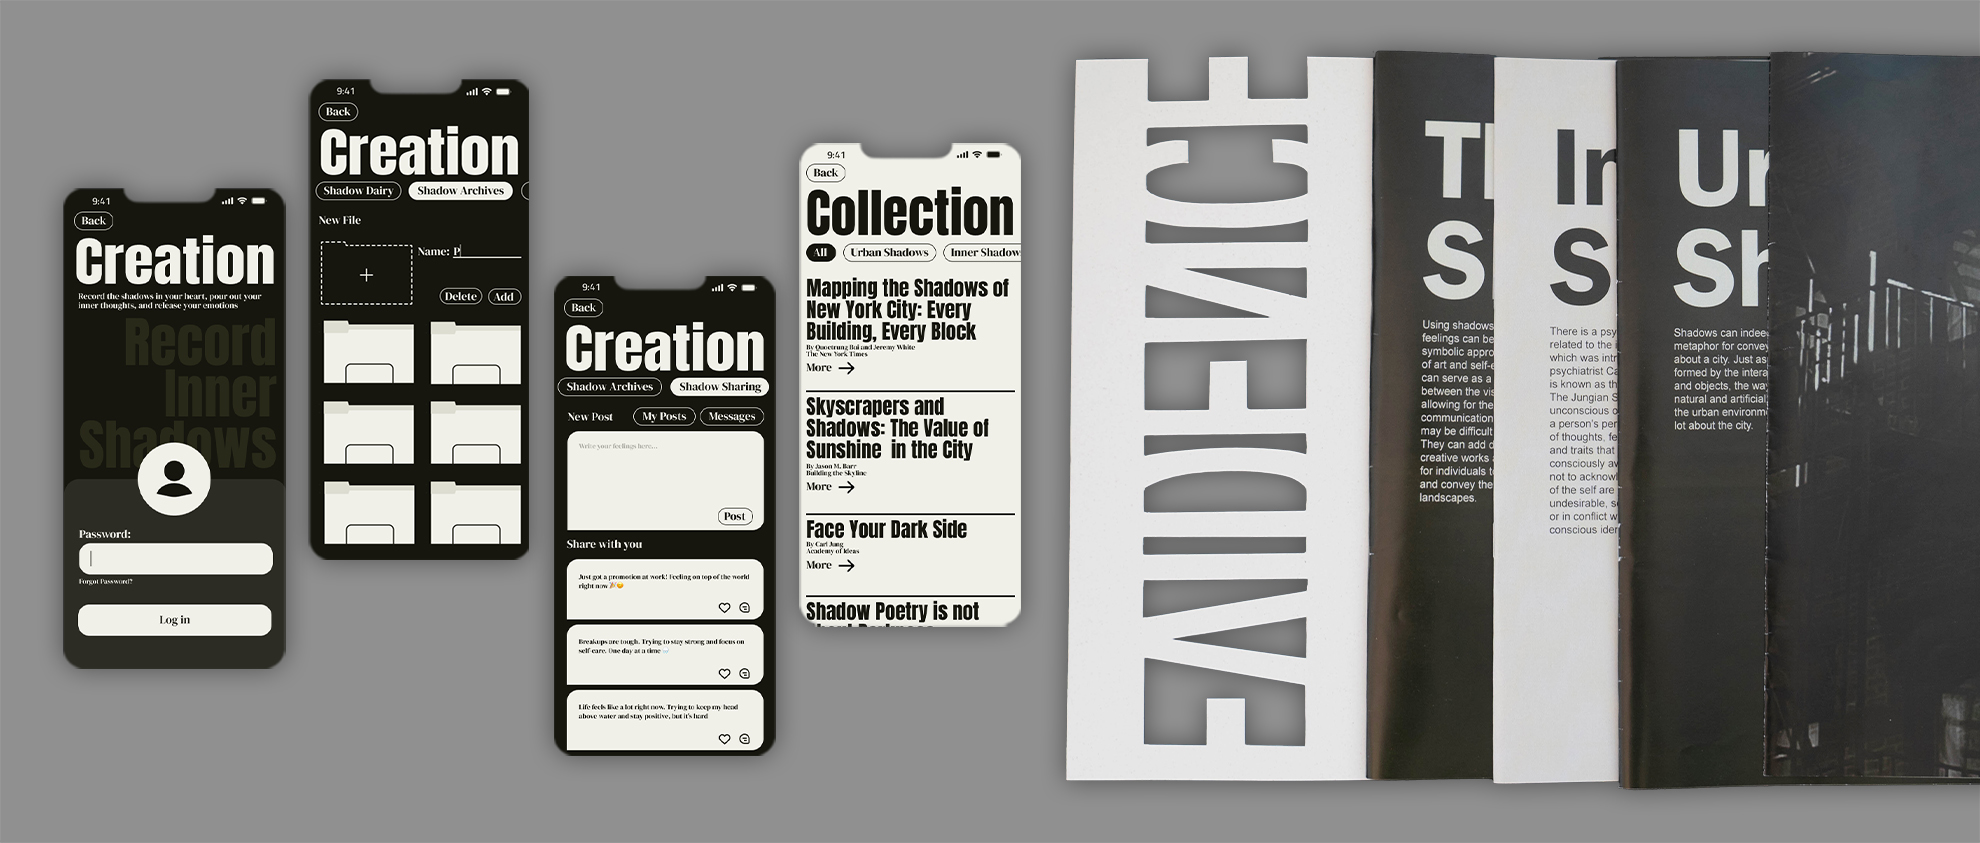 9:41
Back
Creation
Record the shadows in your heart, pour out your
inner thoughts, and release your emotions
Record
Inner
Shadows
Password:
Forgot Password?
Log in
9:41
Back
Creation
Shadow Dairy
Shadow Archives
New File
Name: P
Delete
Add
9:41
Back
Creation
Shadow Archives
Shadow Sharing
New Post
My Posts
Messages
Write your feelings here...
Post
Share with you
Just got a promotion at work! Feeling on top of the world
right now🎉😊
Breakups are tough. Trying to stay strong and focus on
self-care. One day at a time
Life feels like a lot right now. Trying to keep my head
above water and stay positive, but it's hard
9:41
Back
Collection
All
Urban Shadows
Inner Shadow
Mapping the Shadows of
New York City: Every
Building, Every Block
By Quoctrung Bui and Jeremy White
The New York Times
More
Skyscrapers and
Shadows: The Value of
Sunshine in the City
By Jason M. Barr
Building the Skyline
More
Face Your Dark Side
By Carl Jung
Academy of Ideas
More
Shadow Poetry is not
EVIDENCE
Th
S
Using shadows
feelings can be
symbolic appro
of art and self-e
can serve as a
between the vis
allowing for the
communication
may be difficult
They can add d
creative works
for individuals t
and convey the
landscapes.
In
S
There is a psy
related to the i
which was intr
psychiatrist Ca
is known as th
The Jungian S
unconscious o
a person's per
of thoughts, fe
and traits that
consciously av
not to acknowl
of the self are
undesirable, s
or in conflict w
conscious iden
Ur
Sh
Shadows can indee
metaphor for convey
about a city. Just as
formed by the intera
and objects, the wa
natural and artificial
the urban environm
lot about the city.